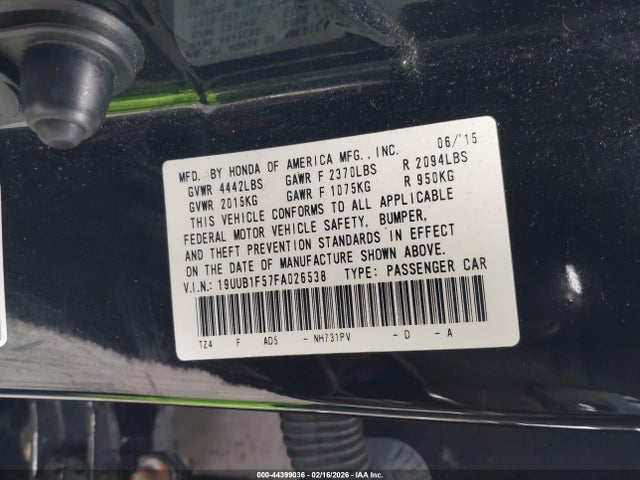 06/'15
MFD. BY HONDA OF AMERICA MFG., INC.
GVWR 4442LBS GAWR F 2370LBS R 2094LBS
GVWR 2015KG GAWR F 1075KG R 950KG
THIS VEHICLE CONFORMS TO ALL APPLICABLE
FEDERAL MOTOR VEHICLE SAFETY, BUMPER,
AND THEFT PREVENTION STANDARDS IN EFFECT
ON THE DATE OF MANUFACTURE SHOWN ABOVE.
V.I.N.: 19UUB1F57FA026538 TYPE: PASSENGER CAR
TZ4 F AD5 - NH731PV - D - A
000-44399036 - 02/16/2026 - IAA Inc.